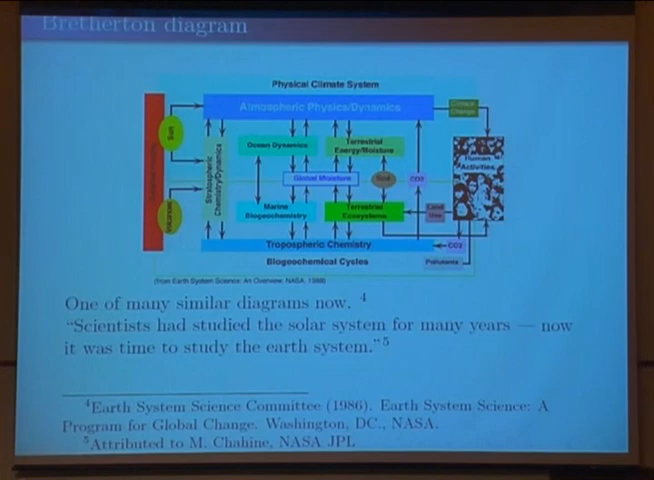 Bretherton diagram
Physical Climate System
Atmospheric Physics/Dynamics
Climate
Change
Sun
Stratospheric
Chemistry/Dynamics
Ocean Dynamics
Terrestrial
Energy/Moisture
Human
Activities
Global Moisture
Soil
CO2
Volcanoes
Marine
Biogeochemistry
Terrestrial
Ecosystems
Land
Use
Tropospheric Chemistry
CO2
Biogeochemical Cycles
Pollutants
(from Earth System Science: An Overview, NASA, 1988)
One of many similar diagrams now. 4
“Scientists had studied the solar system for many years — now
it was time to study the earth system.”5
4Earth System Science Committee (1986). Earth System Science: A
Program for Global Change. Washington, DC., NASA.
5Attributed to M. Chahine, NASA JPL